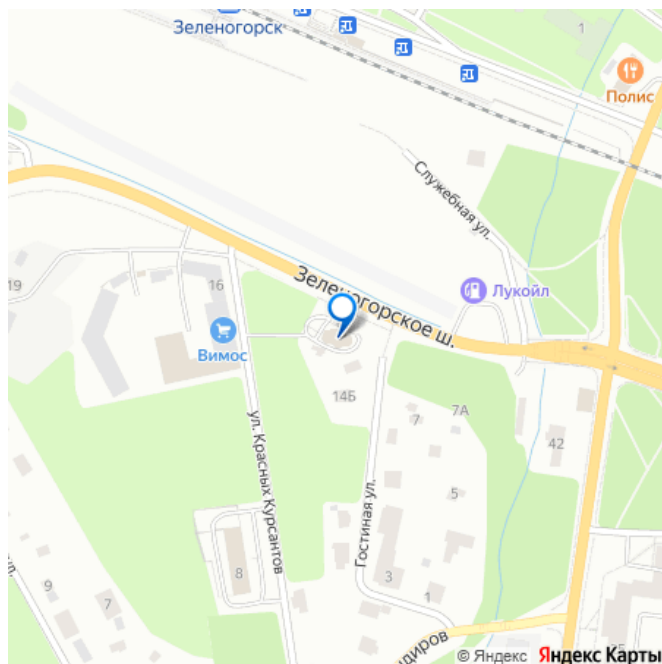 Зеленогорск
1
Полис
Служебная ул.
19
16
Зеленогорское ш.
Лукойл
Вимос
14Б
7
7А
42
ул. Красных Курсантов
Гостиная ул.
5
9
7
8
3
1
© Яндекс Яндекс Карты